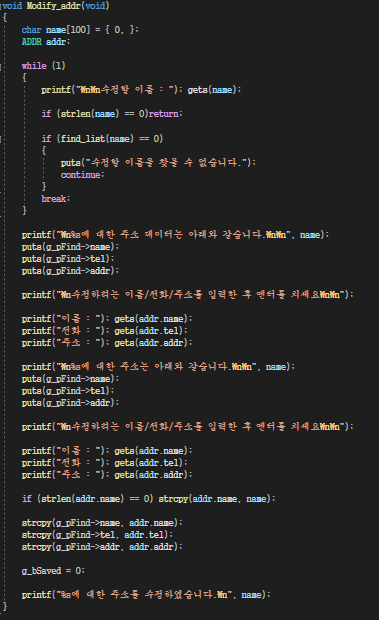 void Modify_addr(void)
{
char name[100] = { 0, };
ADDR addr;
while (1)
{
printf("₩n₩n수정할 이름 : "); gets(name);
if (strlen(name) == 0)return;
if (find_list(name) == 0)
{
puts("수정할 이름을 찾을 수 없습니다.");
continue;
}
break;
}
printf("₩n%s에 대한 주소 데이터는 아래와 같습니다.₩n₩n", name);
puts(g_pFind->name);
puts(g_pFind->tel);
puts(g_pFind->addr);
printf("₩n수정하려는 이름/전화/주소를 입력한 후 엔터를 치세요₩n₩n");
printf("이름 : "); gets(addr.name);
printf("전화 : "); gets(addr.tel);
printf("주소 : "); gets(addr.addr);
printf("₩n%s에 대한 주소는 아래와 같습니다.₩n₩n", name);
puts(g_pFind->name);
puts(g_pFind->tel);
puts(g_pFind->addr);
printf("₩n수정하려는 이름/전화/주소를 입력한 후 엔터를 치세요₩n₩n");
printf("이름 : "); gets(addr.name);
printf("전화 : "); gets(addr.tel);
printf("주소 : "); gets(addr.addr);
if (strlen(addr.name) == 0) strcpy(addr.name, name);
strcpy(g_pFind->name, addr.name);
strcpy(g_pFind->tel, addr.tel);
strcpy(g_pFind->addr, addr.addr);
g_bSaved = 0;
printf("%s에 대한 주소를 수정하였습니다.₩n", name);
}